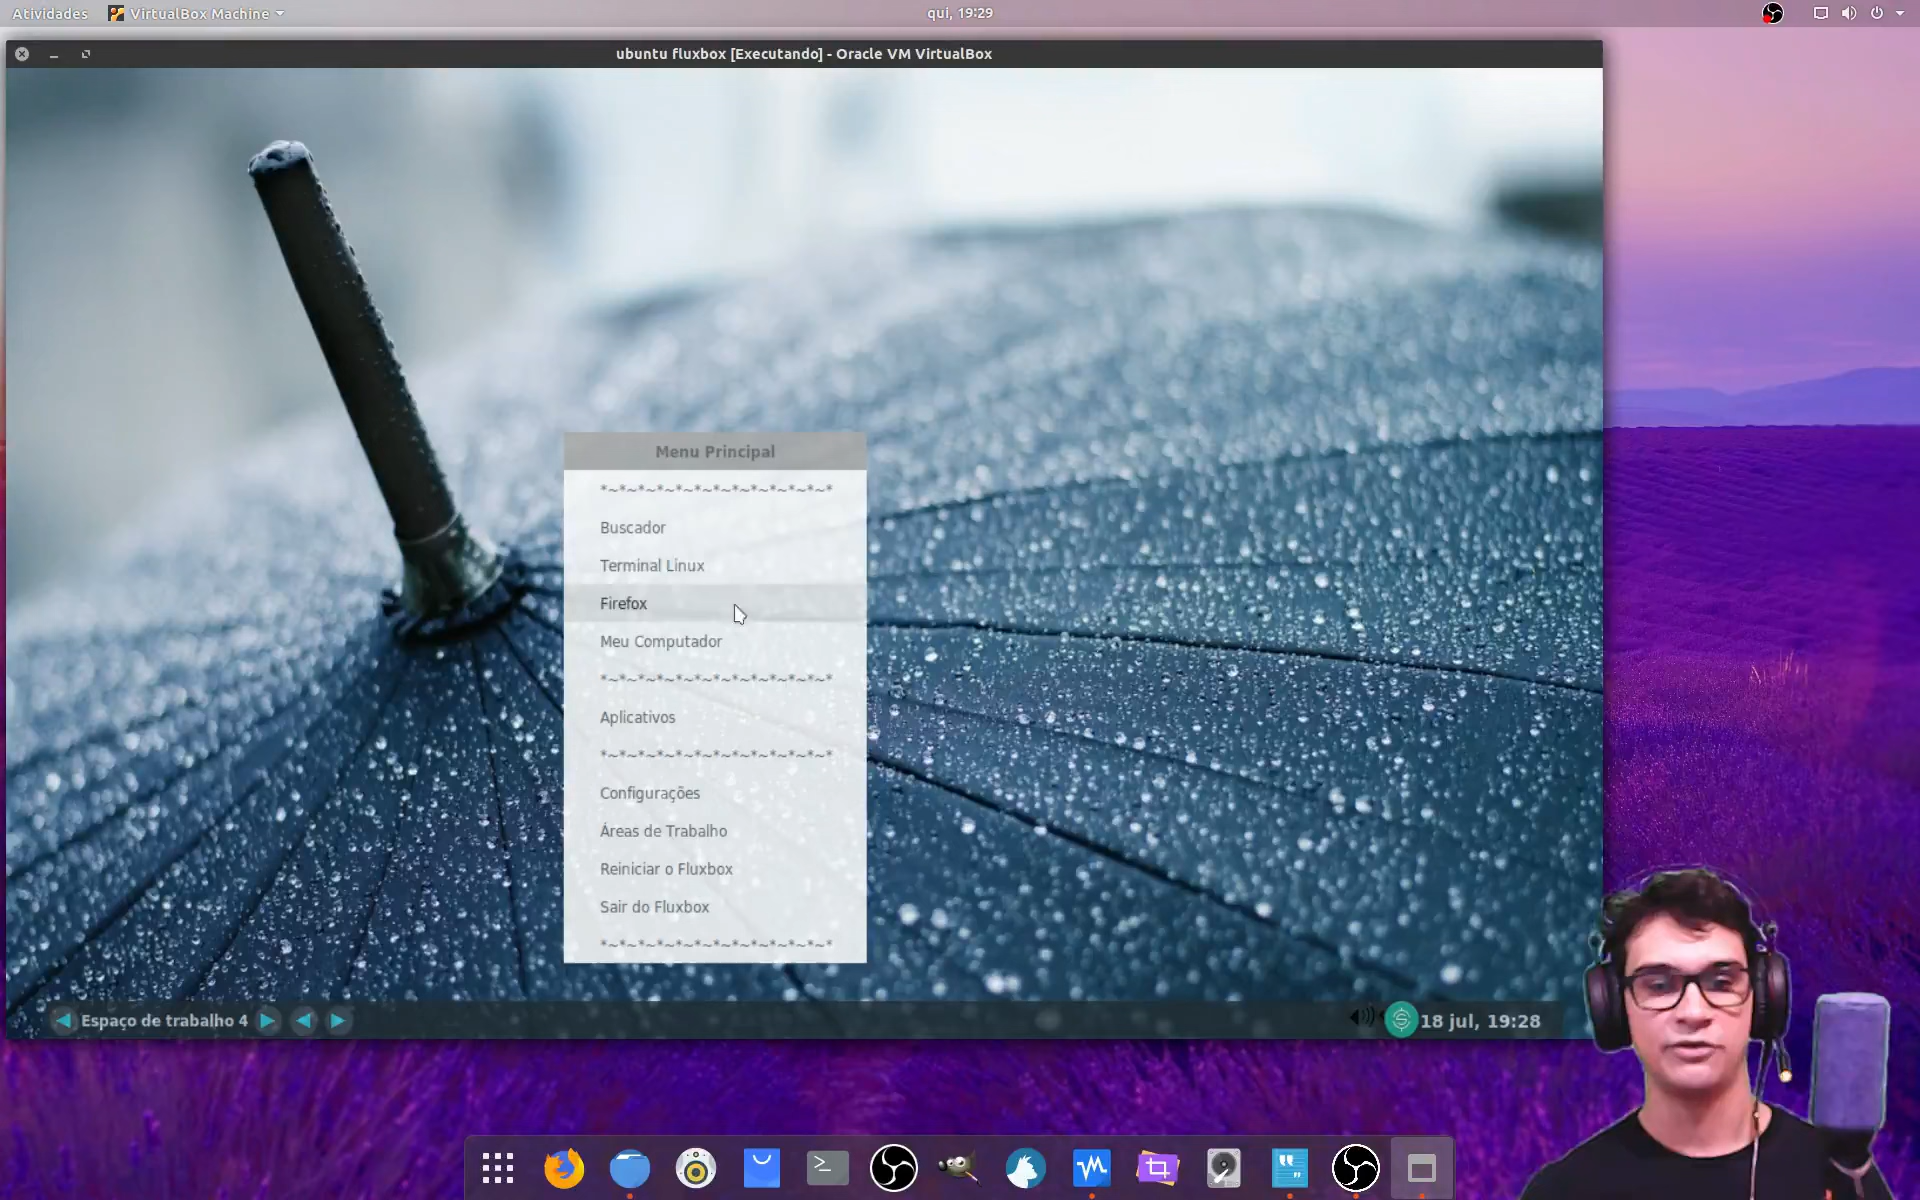 Atividades
VirtualBox Machine
qui, 19:29
ubuntu fluxbox [Executando] - Oracle VM VirtualBox
Menu Principal
*~*~*~*~*~*~*~*~*~*~*~*~*
Buscador
Terminal Linux
Firefox
Meu Computador
*~*~*~*~*~*~*~*~*~*~*~*~*
Aplicativos
*~*~*~*~*~*~*~*~*~*~*~*~*
Configurações
Áreas de Trabalho
Reiniciar o Fluxbox
Sair do Fluxbox
*~*~*~*~*~*~*~*~*~*~*~*~*
Espaço de trabalho 4
18 jul, 19:28